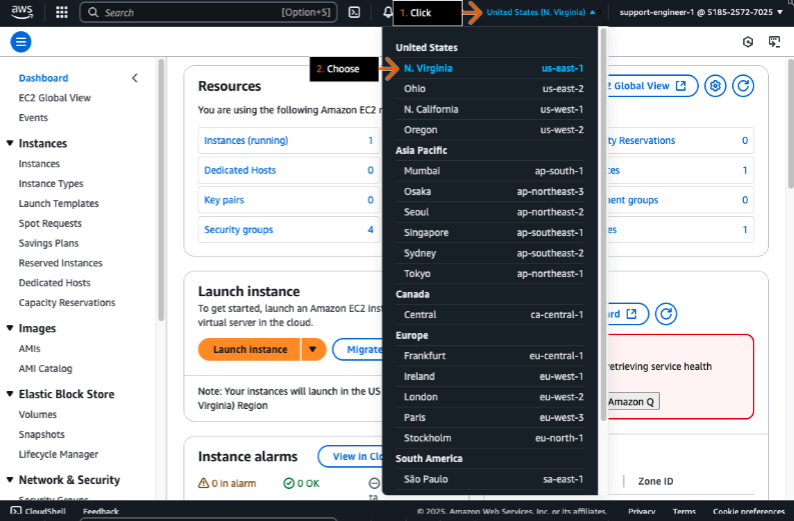 aws
Search
[Option+S]
1. Click
United States (N. Virginia)
support-engineer-1 @ 5185-2572-7025
Dashboard
EC2 Global View
Events
Instances
Instances
Instance Types
Launch Templates
Spot Requests
Savings Plans
Reserved Instances
Dedicated Hosts
Capacity Reservations
Images
AMIs
AMI Catalog
Elastic Block Store
Volumes
Snapshots
Lifecycle Manager
Network & Security
Security Groups
Resources
You are using the following Amazon EC2
Instances (running) 1
Dedicated Hosts 0
Key pairs 0
Security groups 4
Launch instance
To get started, launch an Amazon EC2
virtual server in the cloud.
Launch instance
Migrate
Note: Your instances will launch in the US
Virginia) Region
Instance alarms
View in
0 in alarm
0 OK
2. Choose
United States
N. Virginia us-east-1
Ohio us-east-2
N. California us-west-1
Oregon us-west-2
Asia Pacific
Mumbai ap-south-1
Osaka ap-northeast-3
Seoul ap-northeast-2
Singapore ap-southeast-1
Sydney ap-southeast-2
Tokyo ap-northeast-1
Canada
Central ca-central-1
Europe
Frankfurt eu-central-1
Ireland eu-west-1
London eu-west-2
Paris eu-west-3
Stockholm eu-north-1
South America
São Paulo sa-east-1
2 Global View
ty Reservations 0
1
groups 0
1
retrieving service health
Amazon Q
Zone ID
CloudShell
Feedback
© 2025, Amazon Web Services, Inc. or its affiliates.
Privacy
Terms
Cookie preferences